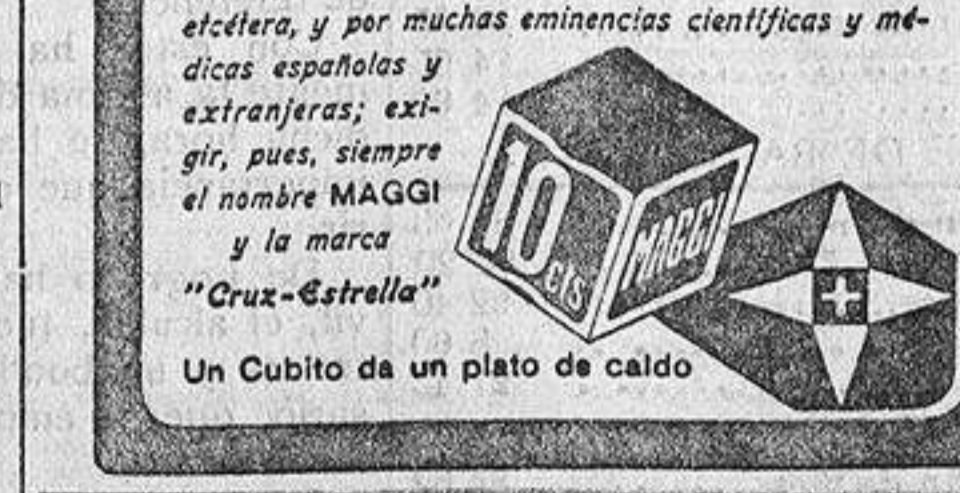 etcétera, y por muchas eminencias científicas y mé-
dicas españolas y
extranjeras; exi-
gir, pues, siempre
el nombre MAGGI
y la marca
"Crux-Estrella"
10
cts
MAGGI
Un Cubito da un plato de caldo